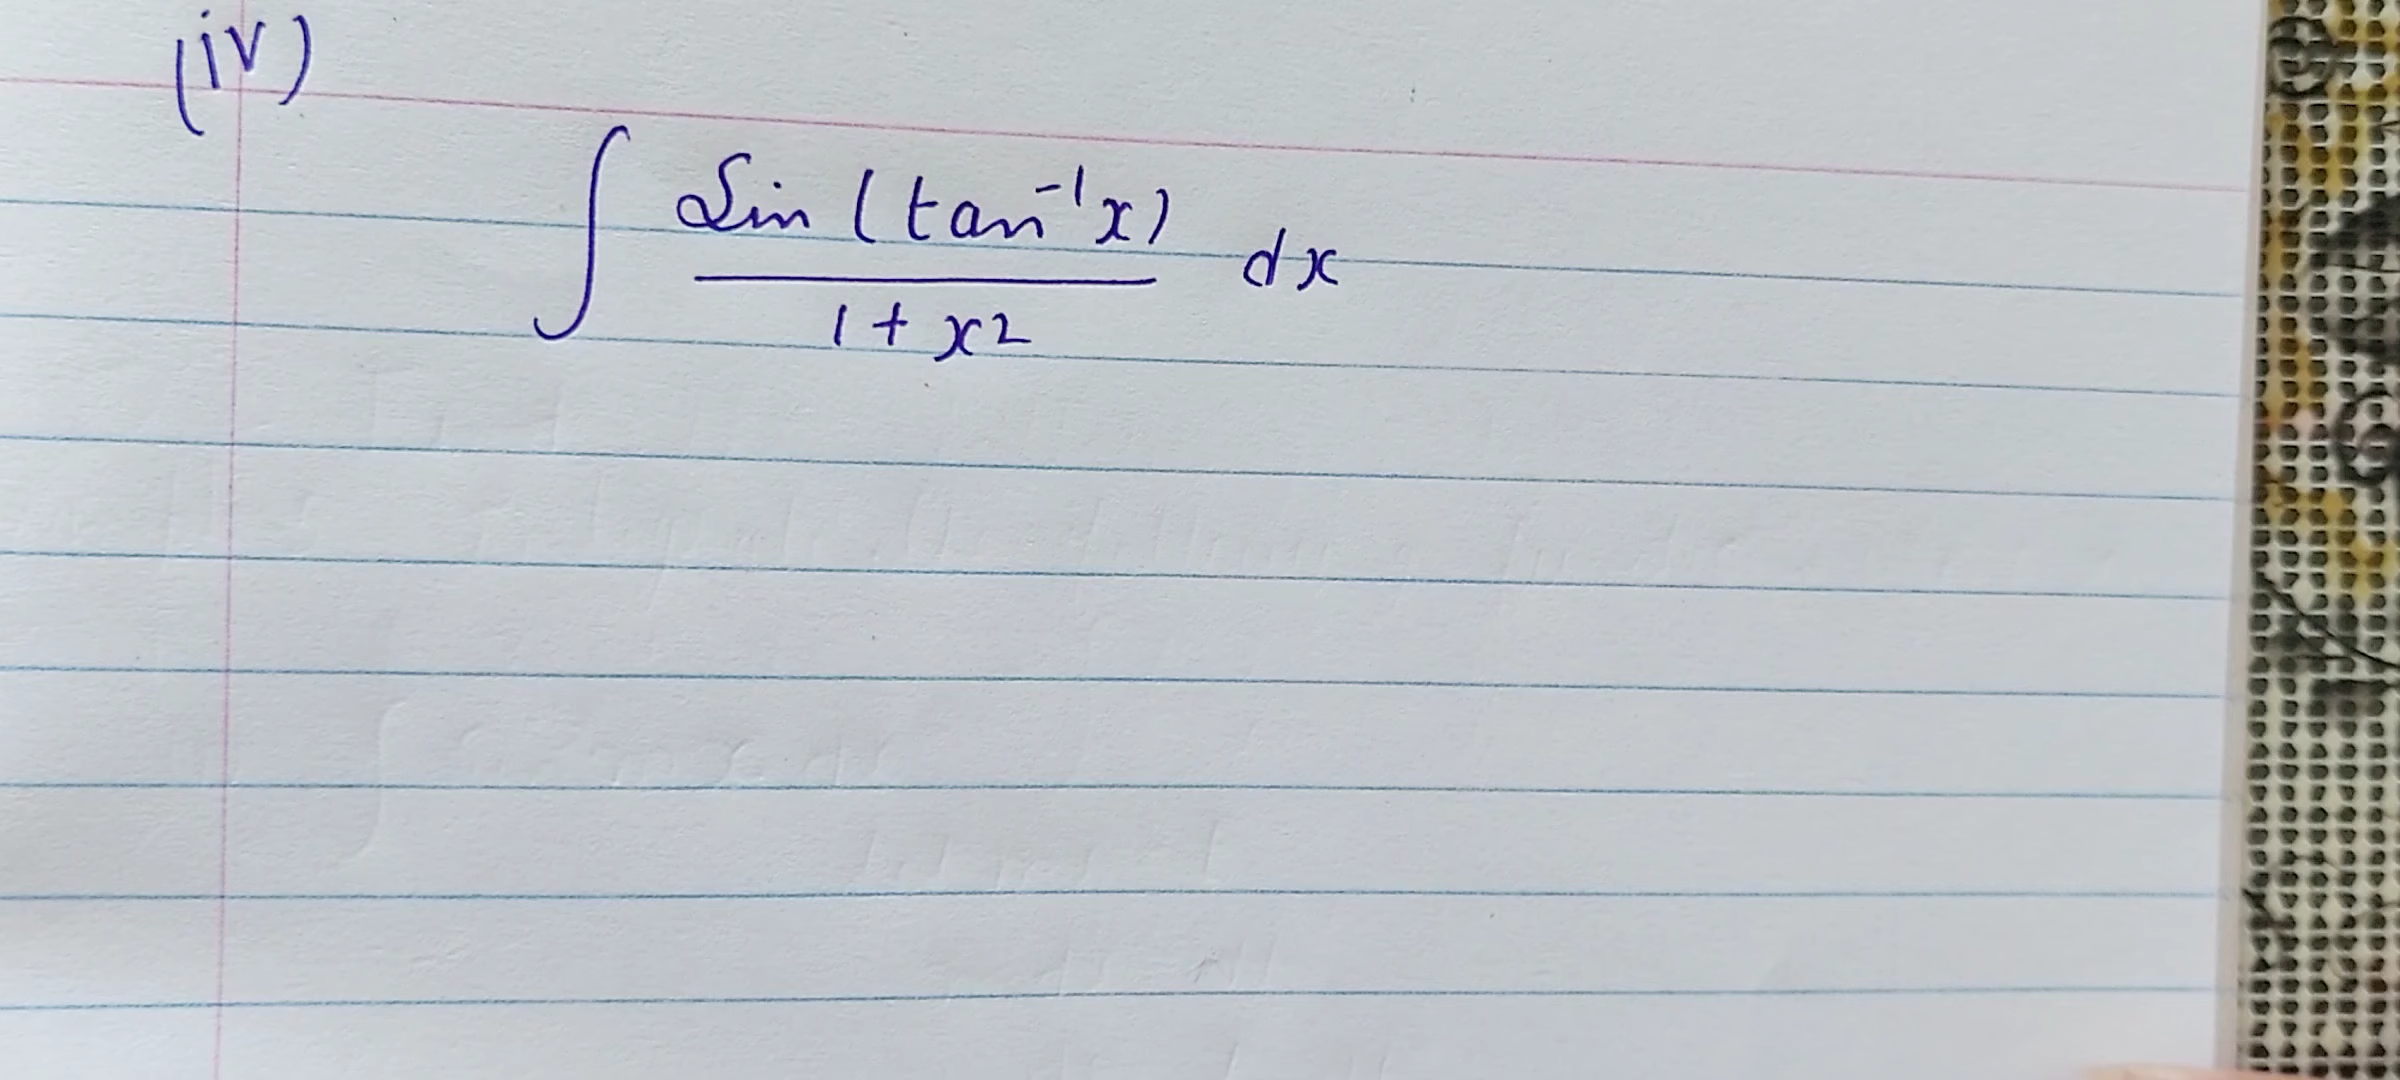 (iv)
∫ Sin (tan⁻¹x) / 1 + x2 dx